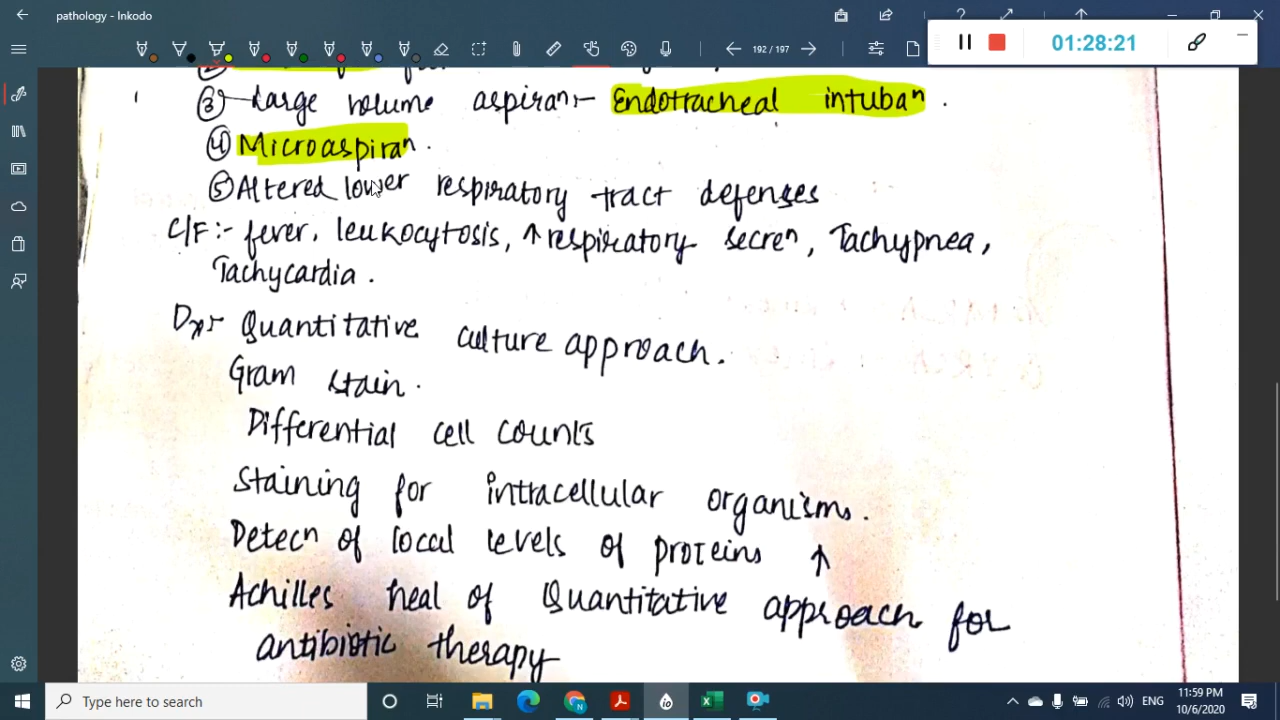 pathology - Inkodo
192 / 197
01:28:21
③ Large volume aspiran:- Endotracheal intuban.
④ Microaspiran.
⑤ Altered lower respiratory tract defenses
C/F:- fever, leukocytosis, ↑ respiratory secren, Tachypnea,
Tachycardia.
Dx:- Quantitative culture approach.
Gram stain.
Differential cell counts
Staining for intracellular organisms.
Detecn of local levels of proteins ↑
Achilles heal of Quantitative approach for
antibiotic therapy
Type here to search
ENG
11:59 PM
10/6/2020